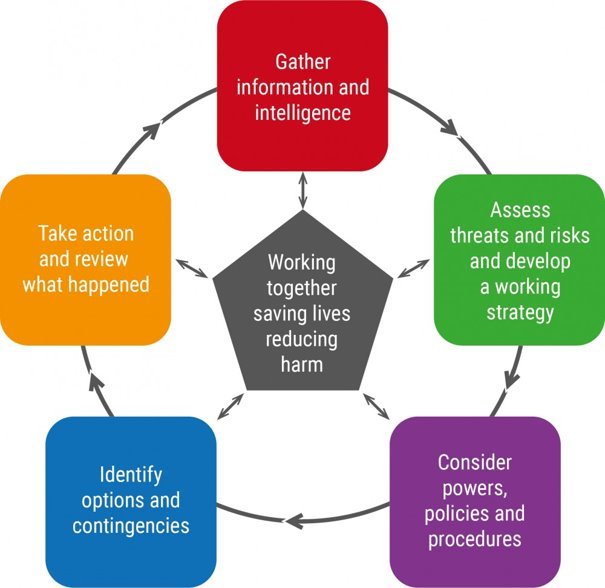 Gather
information and
intelligence
Assess
threats and risks
and develop
a working
strategy
Consider
powers,
policies and
procedures
Identify
options and
contingencies
Take action
and review
what happened
Working
together
saving lives
reducing
harm